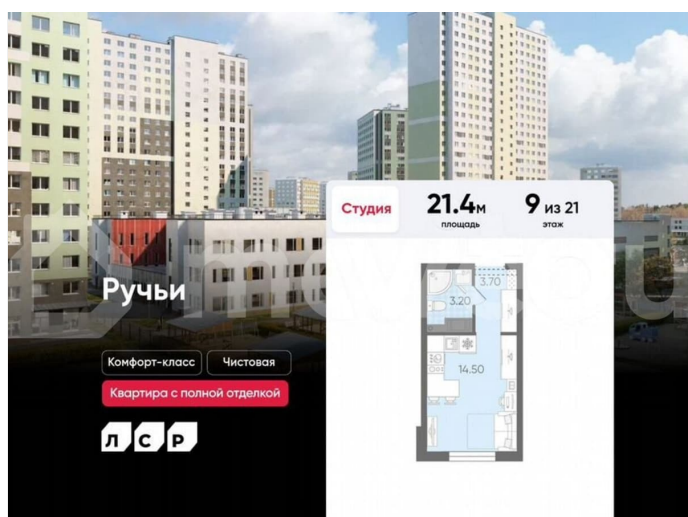 Студия
21.4м
площадь
9 из 21
этаж
3.70
3.20
14.50
Ручьи
Комфорт-класс
Чистовая
Квартира с полной отделкой
ЛСР